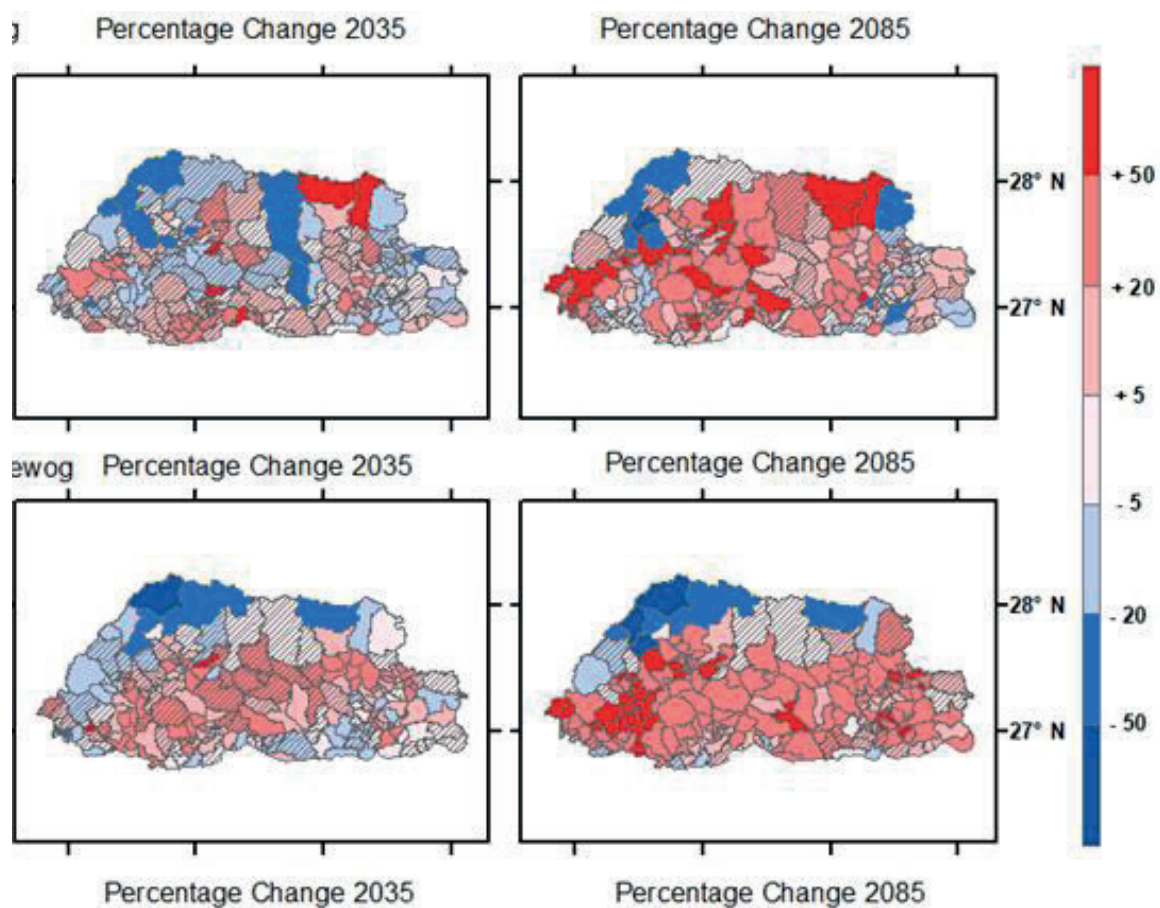 g Percentage Change 2035 Percentage Change 2085
+ 50
28° N
+ 20
27° N
+ 5
ewog Percentage Change 2035 Percentage Change 2085
- 5
28° N
- 20
- 50
27° N
Percentage Change 2035 Percentage Change 2085